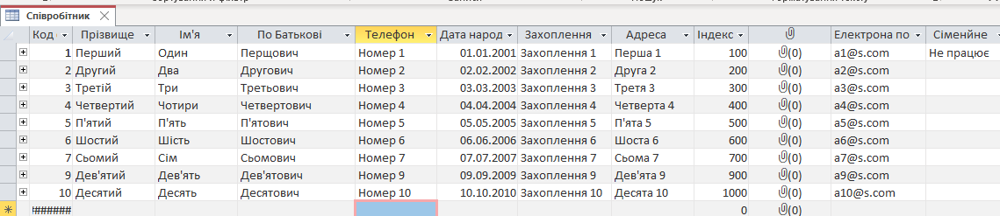 Співробітник
Код Прізвище Ім'я По Батькові Телефон Дата народ Захоплення Адреса Індекс Електрона по Сіменйне
1 Перший Один Перщович Номер 1 01.01.2001 Захоплення 1 Перша 1 100 (0) a1@s.com Не працює
2 Другий Два Другович Номер 2 02.02.2002 Захоплення 2 Друга 2 200 (0) a2@s.com
3 Третій Три Третьович Номер 3 03.03.2003 Захоплення 3 Третя 3 300 (0) a3@s.com
4 Четвертий Чотири Четвертович Номер 4 04.04.2004 Захоплення 4 Четверта 4 400 (0) a4@s.com
5 П'ятий П'ять П'ятович Номер 5 05.05.2005 Захоплення 5 П'ята 5 500 (0) a5@s.com
6 Шостий Шість Шостович Номер 6 06.06.2006 Захоплення 6 Шоста 6 600 (0) a6@s.com
7 Сьомий Сім Сьомович Номер 7 07.07.2007 Захоплення 7 Сьома 7 700 (0) a7@s.com
9 Дев'ятий Дев'ять Дев'ятович Номер 9 09.09.2009 Захоплення 9 Дев'ята 9 900 (0) a9@s.com
10 Десятий Десять Десятович Номер 10 10.10.2010 Захоплення 10 Десята 10 1000 (0) a10@s.com
####### 0 (0)